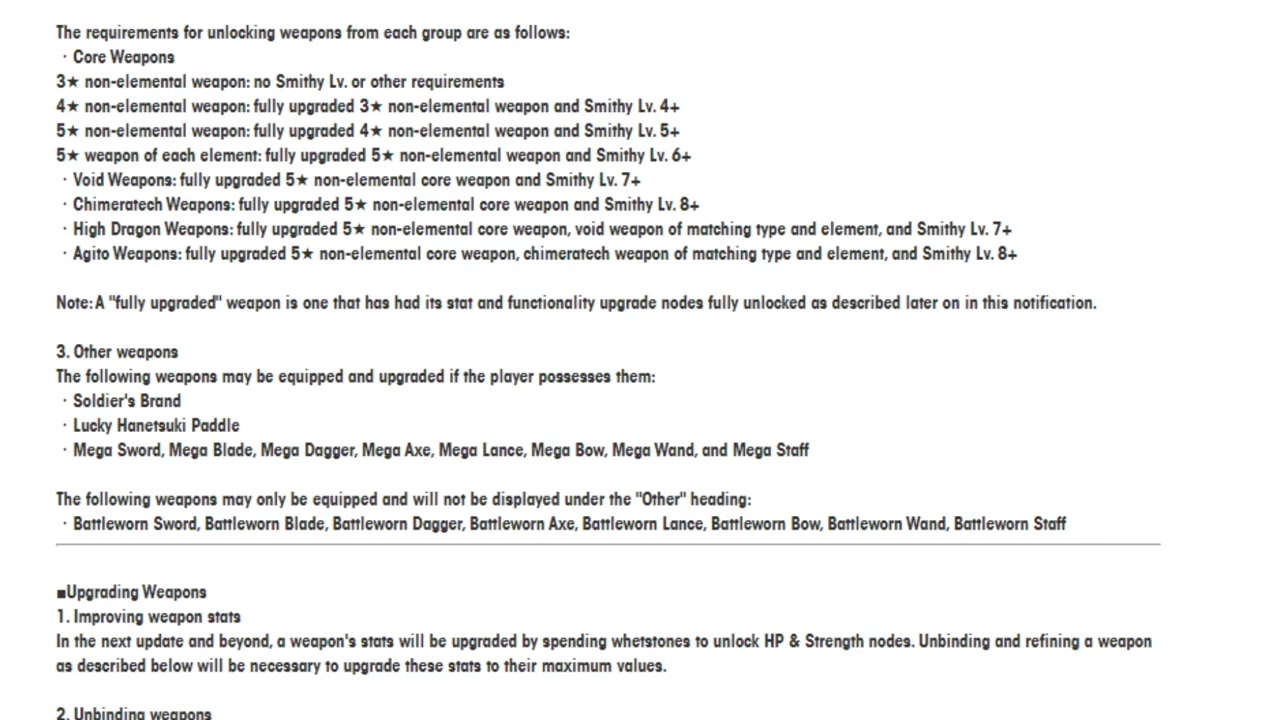 The requirements for unlocking weapons from each group are as follows:
・Core Weapons
3★ non-elemental weapon: no Smithy Lv. or other requirements
4★ non-elemental weapon: fully upgraded 3★ non-elemental weapon and Smithy Lv. 4+
5★ non-elemental weapon: fully upgraded 4★ non-elemental weapon and Smithy Lv. 5+
5★ weapon of each element: fully upgraded 5★ non-elemental weapon and Smithy Lv. 6+
・Void Weapons: fully upgraded 5★ non-elemental core weapon and Smithy Lv. 7+
・Chimeratech Weapons: fully upgraded 5★ non-elemental core weapon and Smithy Lv. 8+
・High Dragon Weapons: fully upgraded 5★ non-elemental core weapon, void weapon of matching type and element, and Smithy Lv. 7+
・Agito Weapons: fully upgraded 5★ non-elemental core weapon, chimeratech weapon of matching type and element, and Smithy Lv. 8+
Note: A "fully upgraded" weapon is one that has had its stat and functionality upgrade nodes fully unlocked as described later on in this notification.
3. Other weapons
The following weapons may be equipped and upgraded if the player possesses them:
・Soldier's Brand
・Lucky Hanetsuki Paddle
・Mega Sword, Mega Blade, Mega Dagger, Mega Axe, Mega Lance, Mega Bow, Mega Wand, and Mega Staff
The following weapons may only be equipped and will not be displayed under the "Other" heading:
・Battleworn Sword, Battleworn Blade, Battleworn Dagger, Battleworn Axe, Battleworn Lance, Battleworn Bow, Battleworn Wand, Battleworn Staff
■Upgrading Weapons
1. Improving weapon stats
In the next update and beyond, a weapon's stats will be upgraded by spending whetstones to unlock HP & Strength nodes. Unbinding and refining a weapon
as described below will be necessary to upgrade these stats to their maximum values.
2. Unbinding weapons